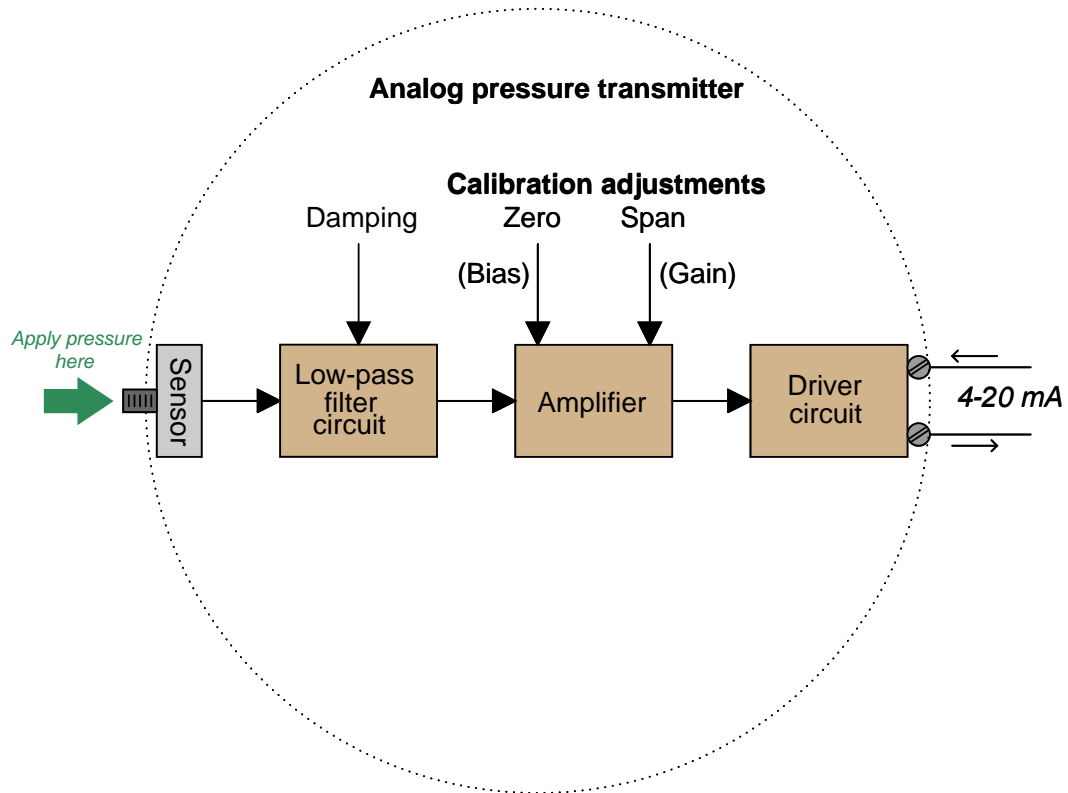 Analog pressure transmitter
Calibration adjustments
Damping
Zero
Span
(Bias)
(Gain)
Apply pressure
here
Sensor
Low-pass
filter
circuit
Amplifier
Driver
circuit
4-20 mA